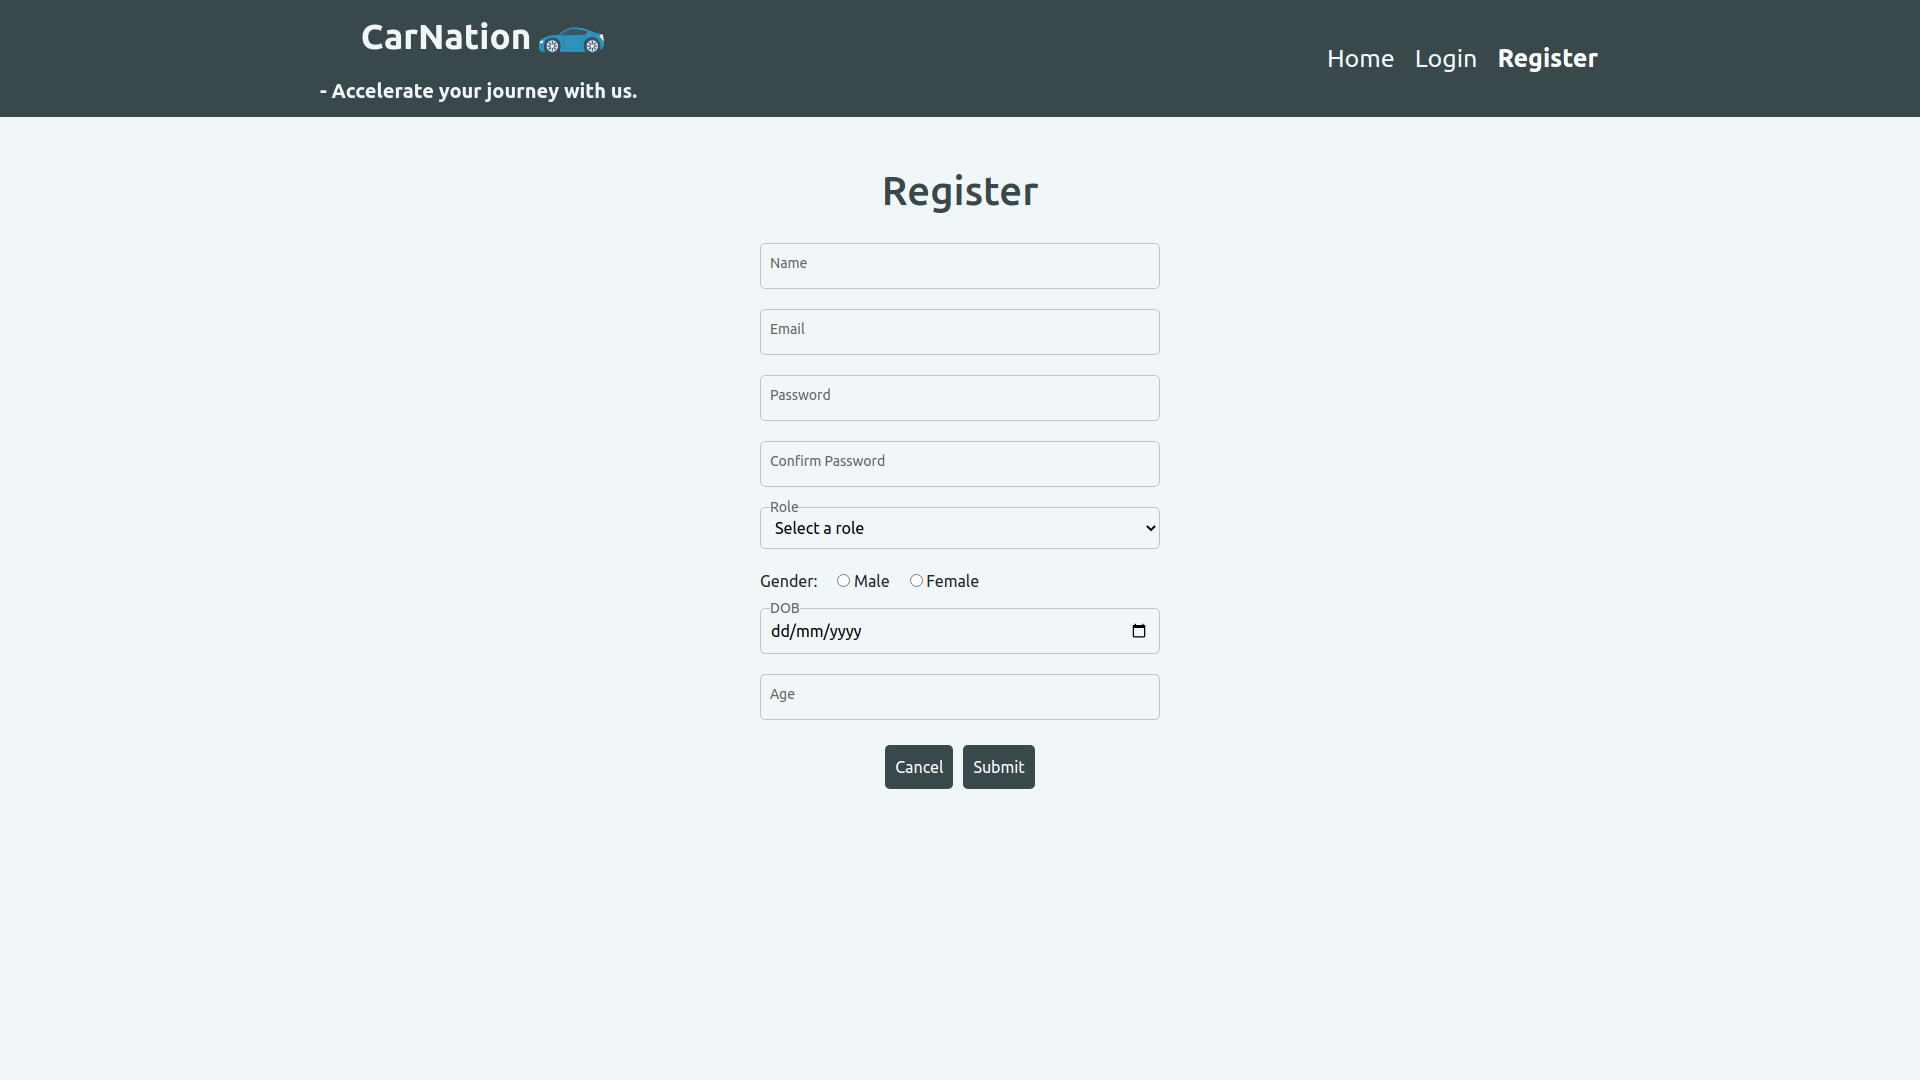 CarNation
- Accelerate your journey with us.
Home Login Register
Register
Name
Email
Password
Confirm Password
Role
Select a role
Gender: Male Female
DOB
dd/mm/yyyy
Age
Cancel Submit